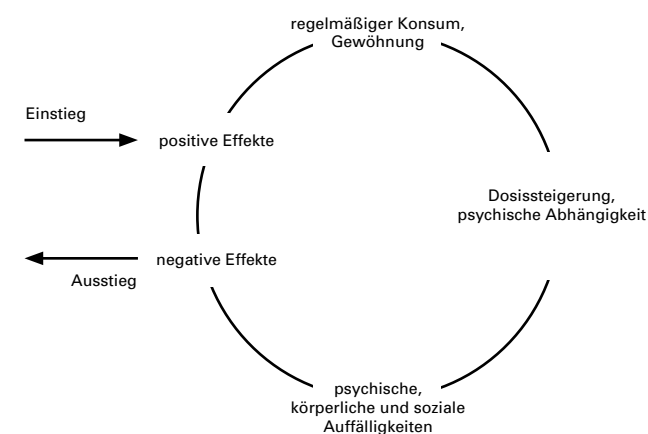 regelmäßiger Konsum,
Gewöhnung
Einstieg
positive Effekte
Dosissteigerung,
psychische Abhängigkeit
negative Effekte
Ausstieg
psychische,
körperliche und soziale
Auffälligkeiten